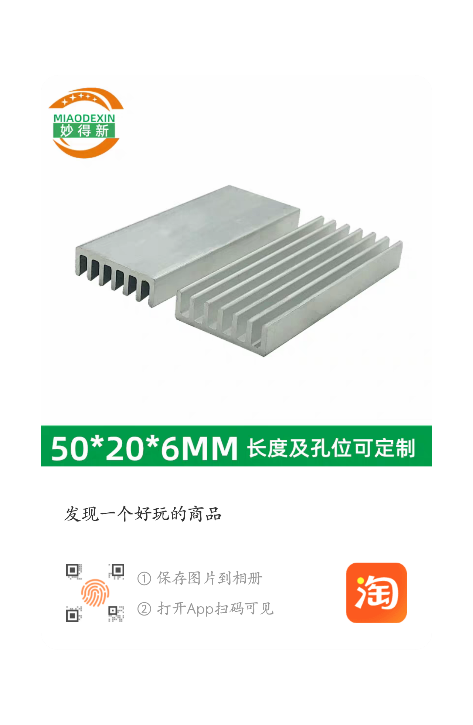 MIAODEXIN
妙得新
50*20*6MM 长度及孔位可定制
发现一个好玩的商品
① 保存图片到相册
② 打开App扫码可见
淘